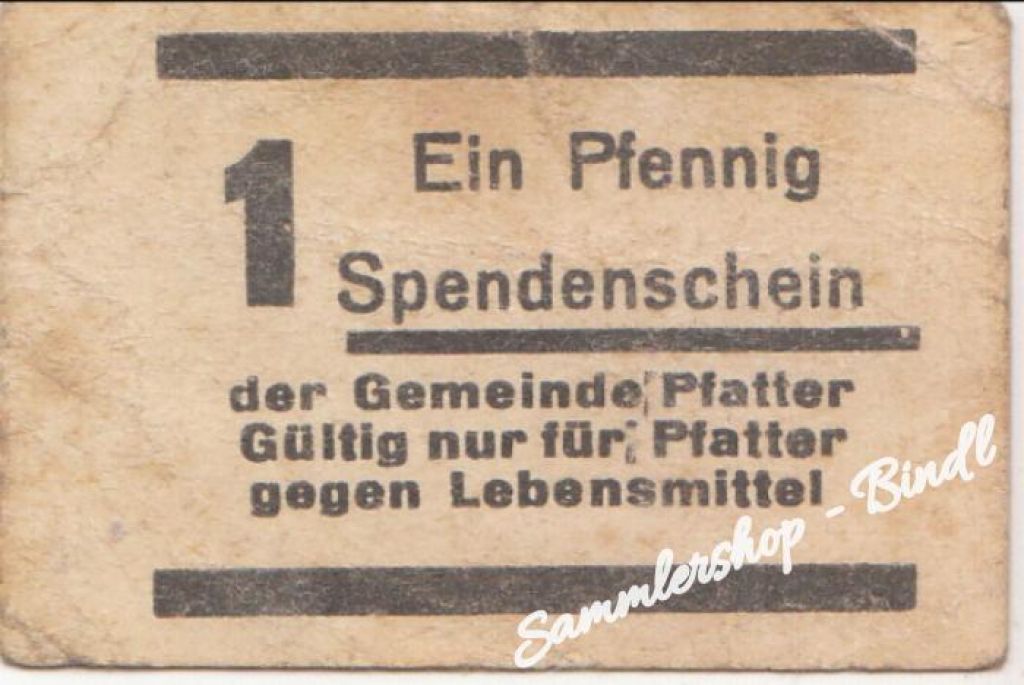 1
Ein Pfennig
Spendenschein
der Gemeinde Pfatter
Gültig nur für Pfatter
gegen Lebensmittel
Sammlershop - Bindl